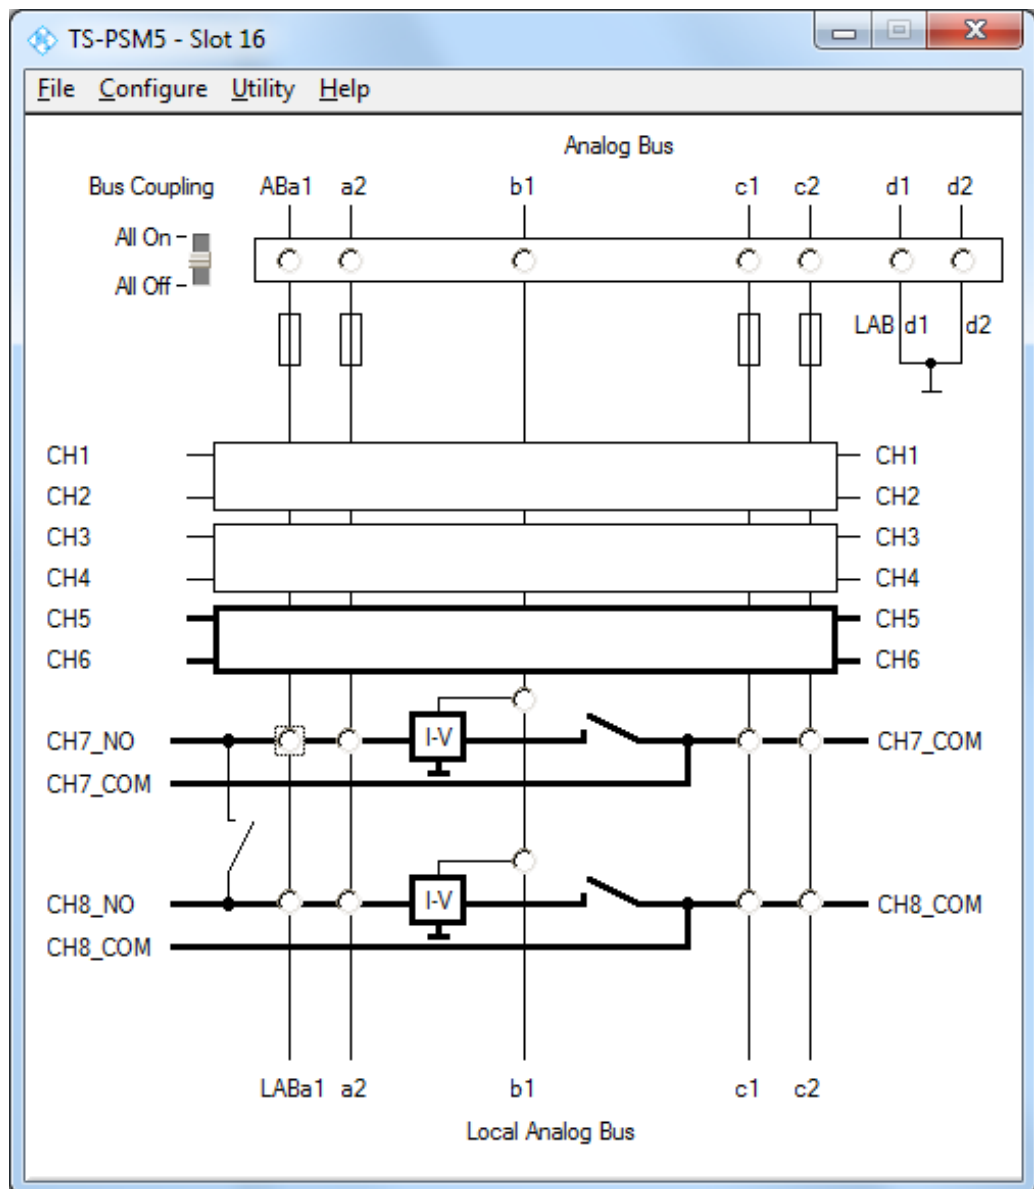 TS-PSM5 - Slot 16
File Configure Utility Help
Analog Bus
Bus Coupling ABa1 a2 b1 c1 c2 d1 d2
All On
All Off
LAB d1 d2
CH1 CH1
CH2 CH2
CH3 CH3
CH4 CH4
CH5 CH5
CH6 CH6
CH7_NO I-V CH7_COM
CH7_COM
CH8_NO I-V CH8_COM
CH8_COM
LABa1 a2 b1 c1 c2
Local Analog Bus